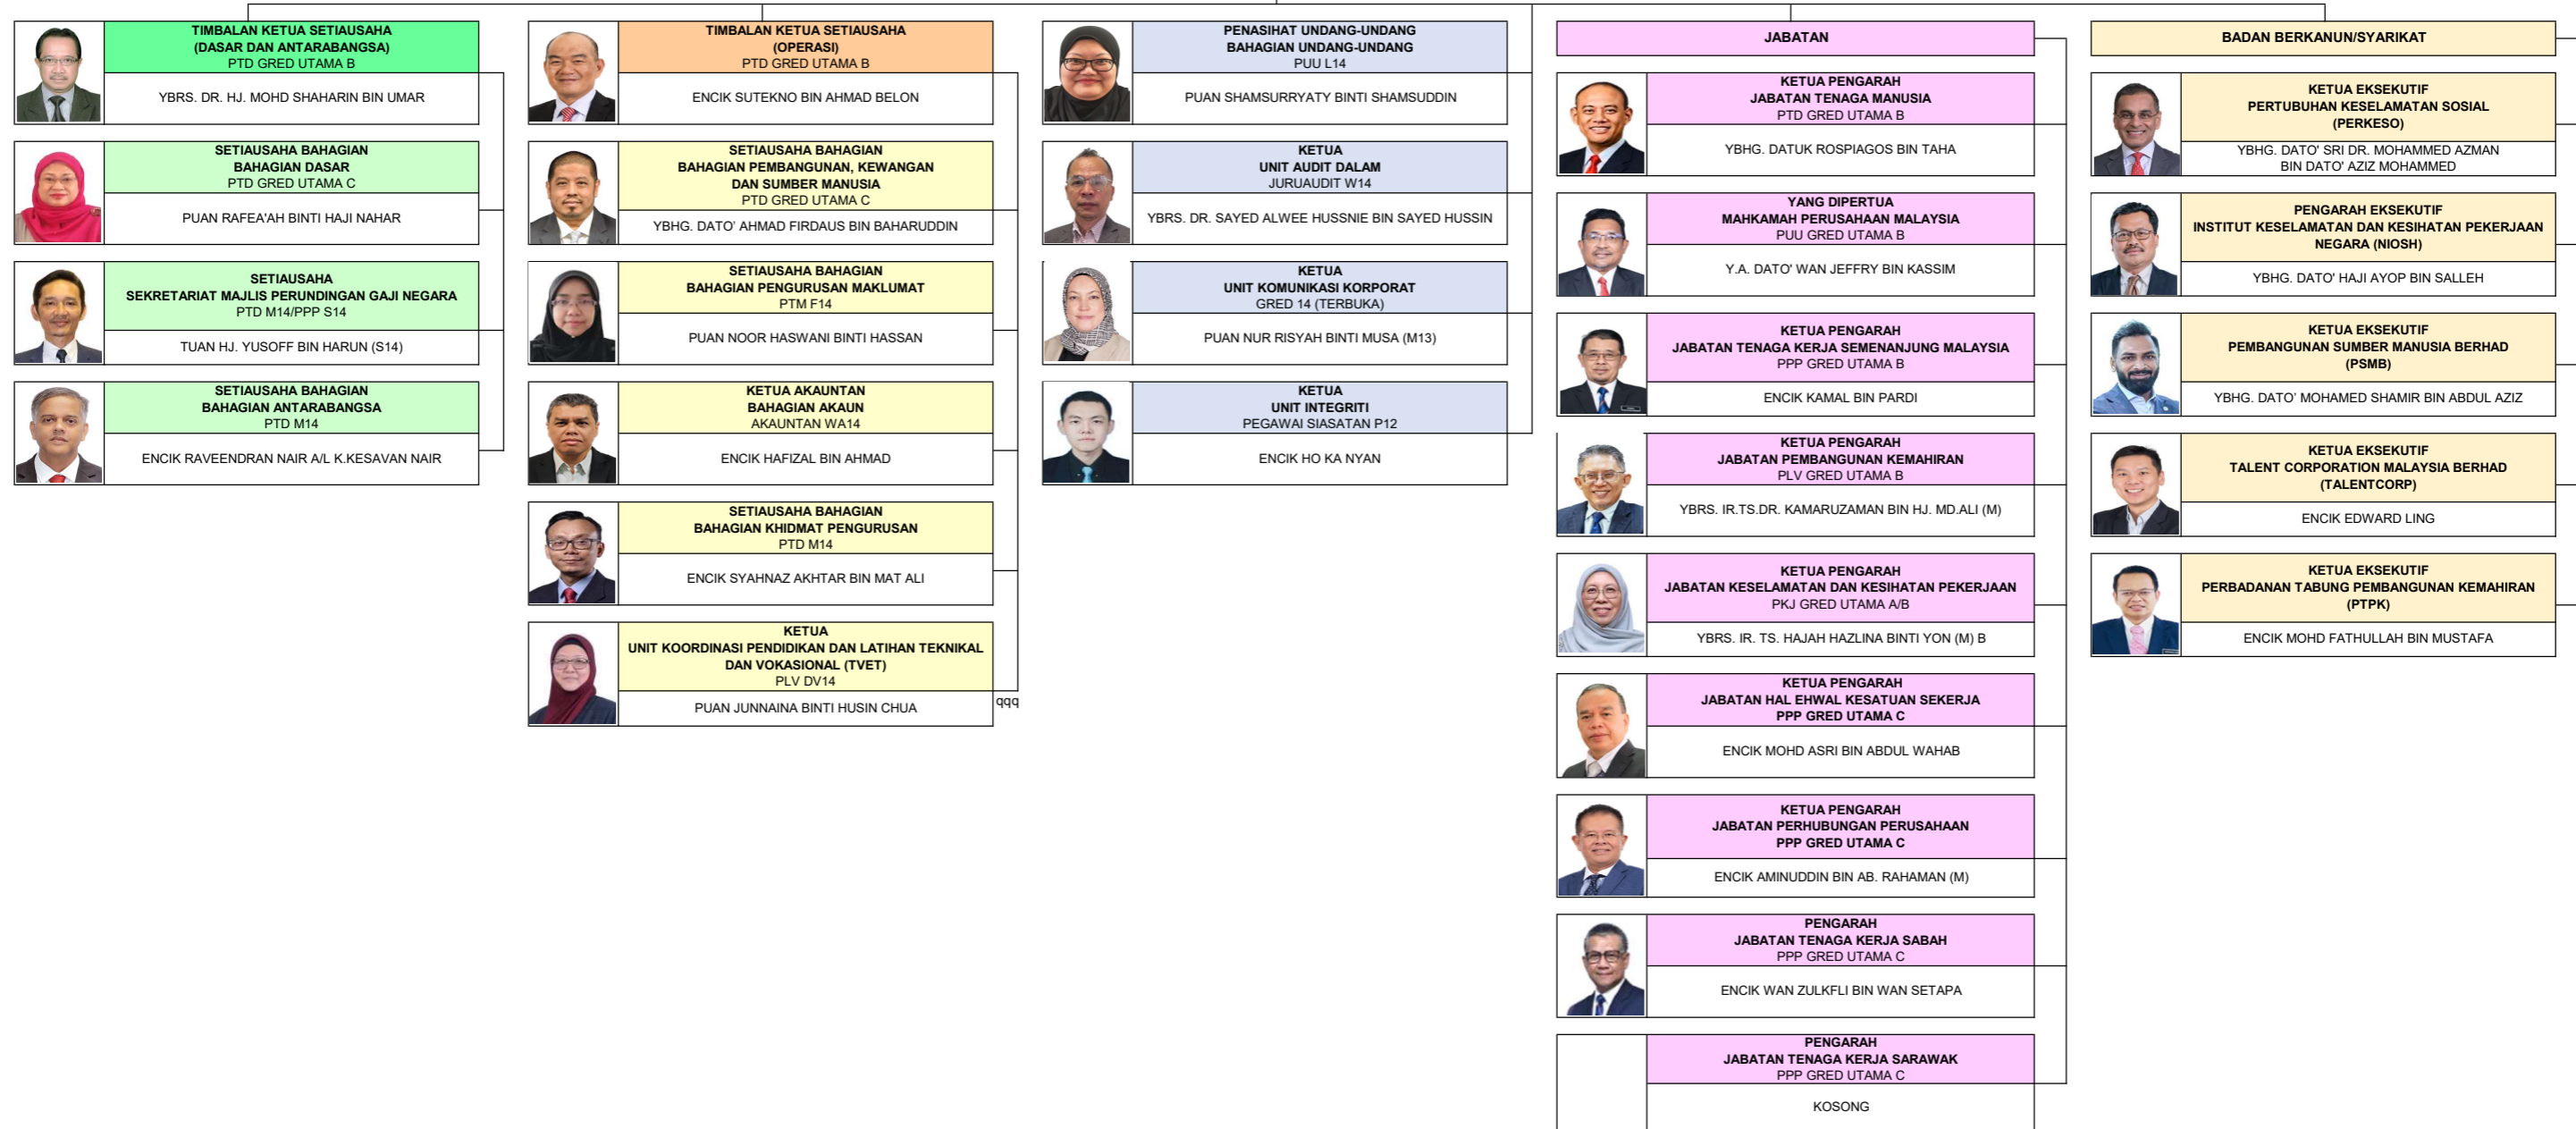 TIMBALAN KETUA SETIAUSAHA
(DASAR DAN ANTARABANGSA)
PTD GRED UTAMA B
YBRS. DR. HJ. MOHD SHAHARIN BIN UMAR
SETIAUSAHA BAHAGIAN
BAHAGIAN DASAR
PTD GRED UTAMA C
PUAN RAFEA'AH BINTI HAJI NAHAR
SETIAUSAHA
SEKRETARIAT MAJLIS PERUNDINGAN GAJI NEGARA
PTD M14/PPP S14
TUAN HJ. YUSOFF BIN HARUN (S14)
SETIAUSAHA BAHAGIAN
BAHAGIAN ANTARABANGSA
PTD M14
ENCIK RAVEENDRAN NAIR A/L K.KESAVAN NAIR
TIMBALAN KETUA SETIAUSAHA
(OPERASI)
PTD GRED UTAMA B
ENCIK SUTEKNO BIN AHMAD BELON
SETIAUSAHA BAHAGIAN
BAHAGIAN PEMBANGUNAN, KEWANGAN
DAN SUMBER MANUSIA
PTD GRED UTAMA C
YBHG. DATO' AHMAD FIRDAUS BIN BAHARUDDIN
SETIAUSAHA BAHAGIAN
BAHAGIAN PENGURUSAN MAKLUMAT
PTM F14
PUAN NOOR HASWANI BINTI HASSAN
KETUA AKAUNTAN
BAHAGIAN AKAUN
AKAUNTAN WA14
ENCIK HAFIZAL BIN AHMAD
SETIAUSAHA BAHAGIAN
BAHAGIAN KHIDMAT PENGURUSAN
PTD M14
ENCIK SYAHNAZ AKHTAR BIN MAT ALI
KETUA
UNIT KOORDINASI PENDIDIKAN DAN LATIHAN TEKNIKAL
DAN VOKASIONAL (TVET)
PLV DV14
PUAN JUNNAINA BINTI HUSIN CHUA
qqq
PENASIHAT UNDANG-UNDANG
BAHAGIAN UNDANG-UNDANG
PUU L14
PUAN SHAMSURRYATY BINTI SHAMSUDDIN
KETUA
UNIT AUDIT DALAM
JURUAUDIT W14
YBRS. DR. SAYED ALWEE HUSSNIE BIN SAYED HUSSIN
KETUA
UNIT KOMUNIKASI KORPORAT
GRED 14 (TERBUKA)
PUAN NUR RISYAH BINTI MUSA (M13)
KETUA
UNIT INTEGRITI
PEGAWAI SIASATAN P12
ENCIK HO KA NYAN
JABATAN
KETUA PENGARAH
JABATAN TENAGA MANUSIA
PTD GRED UTAMA B
YBHG. DATUK ROSPIAGOS BIN TAHA
YANG DIPERTUA
MAHKAMAH PERUSAHAAN MALAYSIA
PUU GRED UTAMA B
Y.A. DATO' WAN JEFFRY BIN KASSIM
KETUA PENGARAH
JABATAN TENAGA KERJA SEMENANJUNG MALAYSIA
PPP GRED UTAMA B
ENCIK KAMAL BIN PARDI
KETUA PENGARAH
JABATAN PEMBANGUNAN KEMAHIRAN
PLV GRED UTAMA B
YBRS. IR.TS.DR. KAMARUZAMAN BIN HJ. MD.ALI (M)
KETUA PENGARAH
JABATAN KESELAMATAN DAN KESIHATAN PEKERJAAN
PKJ GRED UTAMA A/B
YBRS. IR. TS. HAJAH HAZLINA BINTI YON (M) B
KETUA PENGARAH
JABATAN HAL EHWAL KESATUAN SEKERJA
PPP GRED UTAMA C
ENCIK MOHD ASRI BIN ABDUL WAHAB
KETUA PENGARAH
JABATAN PERHUBUNGAN PERUSAHAAN
PPP GRED UTAMA C
ENCIK AMINUDDIN BIN AB. RAHAMAN (M)
PENGARAH
JABATAN TENAGA KERJA SABAH
PPP GRED UTAMA C
ENCIK WAN ZULKFLI BIN WAN SETAPA
PENGARAH
JABATAN TENAGA KERJA SARAWAK
PPP GRED UTAMA C
KOSONG
BADAN BERKANUN/SYARIKAT
KETUA EKSEKUTIF
PERTUBUHAN KESELAMATAN SOSIAL
(PERKESO)
YBHG. DATO' SRI DR. MOHAMMED AZMAN
BIN DATO' AZIZ MOHAMMED
PENGARAH EKSEKUTIF
INSTITUT KESELAMATAN DAN KESIHATAN PEKERJAAN
NEGARA (NIOSH)
YBHG. DATO' HAJI AYOP BIN SALLEH
KETUA EKSEKUTIF
PEMBANGUNAN SUMBER MANUSIA BERHAD
(PSMB)
YBHG. DATO' MOHAMED SHAMIR BIN ABDUL AZIZ
KETUA EKSEKUTIF
TALENT CORPORATION MALAYSIA BERHAD
(TALENTCORP)
ENCIK EDWARD LING
KETUA EKSEKUTIF
PERBADANAN TABUNG PEMBANGUNAN KEMAHIRAN
(PTPK)
ENCIK MOHD FATHULLAH BIN MUSTAFA